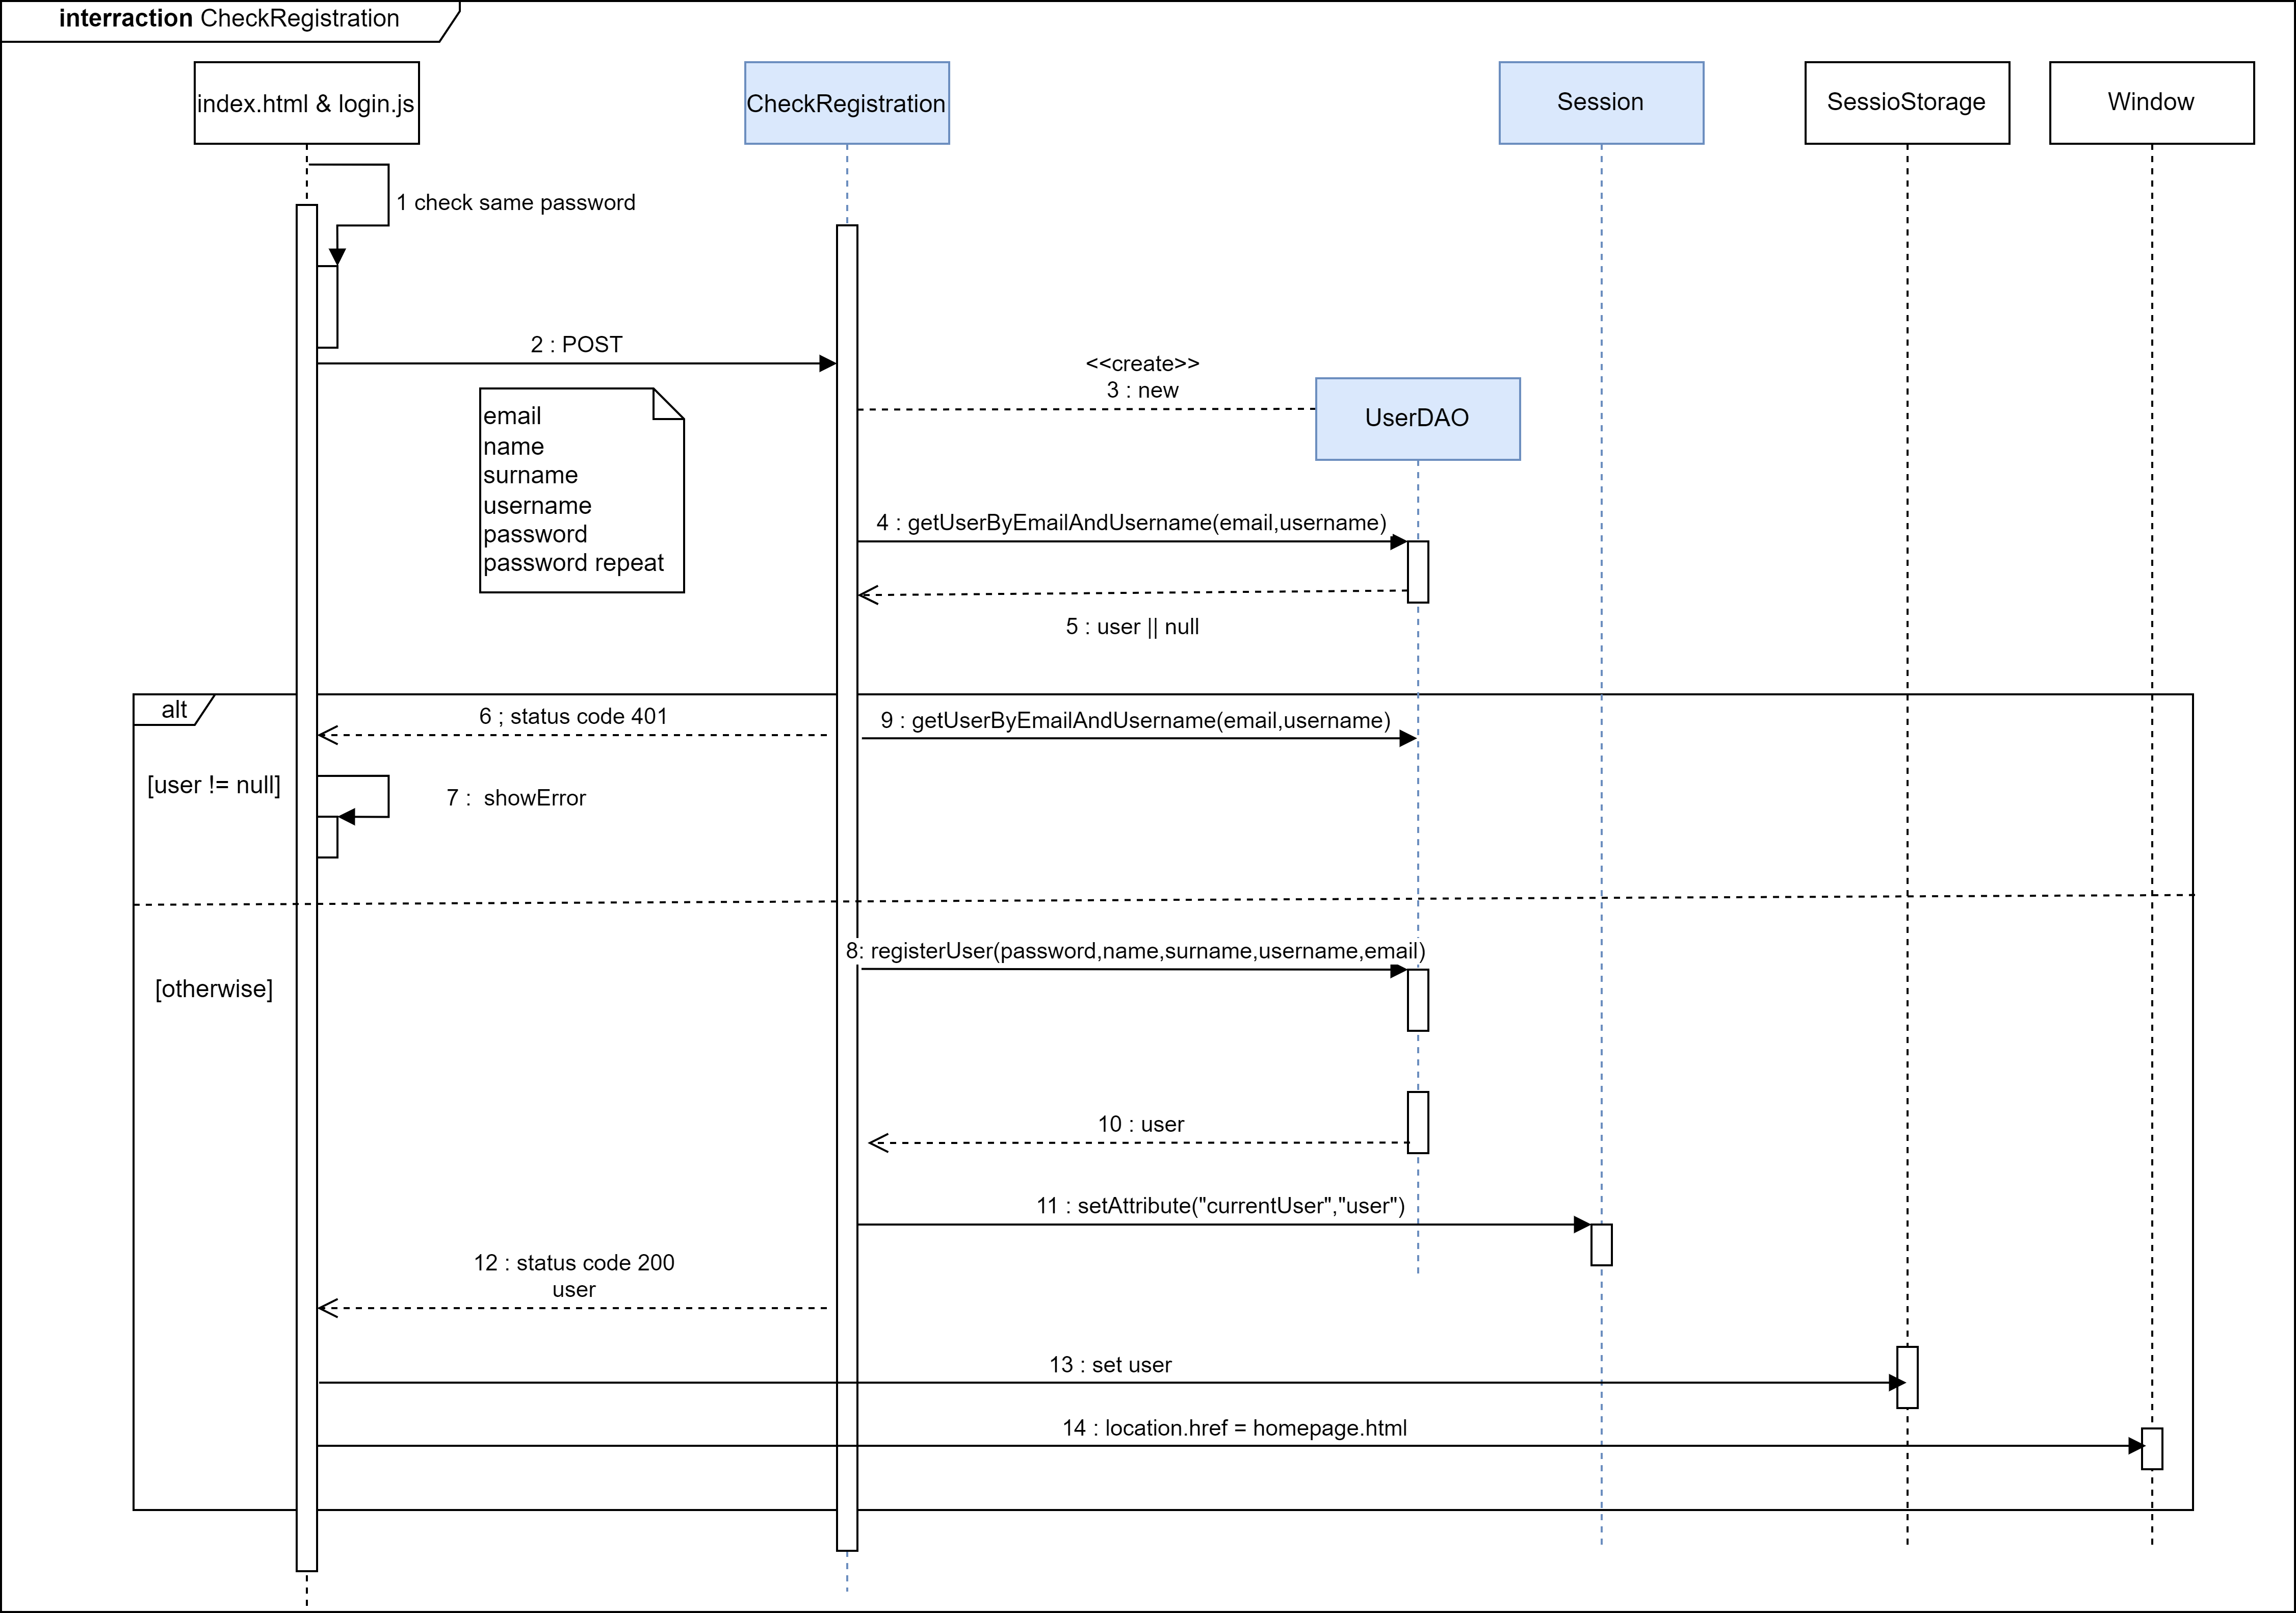 interraction CheckRegistration
index.html & login.js
CheckRegistration
Session
SessioStorage
Window
1 check same password
2 : POST
<<create>>
3 : new
UserDAO
email
name
surname
username
password
password repeat
4 : getUserByEmailAndUsername(email,username)
5 : user || null
alt
6 ; status code 401
9 : getUserByEmailAndUsername(email,username)
[user != null]
7 :  showError
8: registerUser(password,name,surname,username,email)
[otherwise]
10 : user
11 : setAttribute("currentUser","user")
12 : status code 200
user
13 : set user
14 : location.href = homepage.html